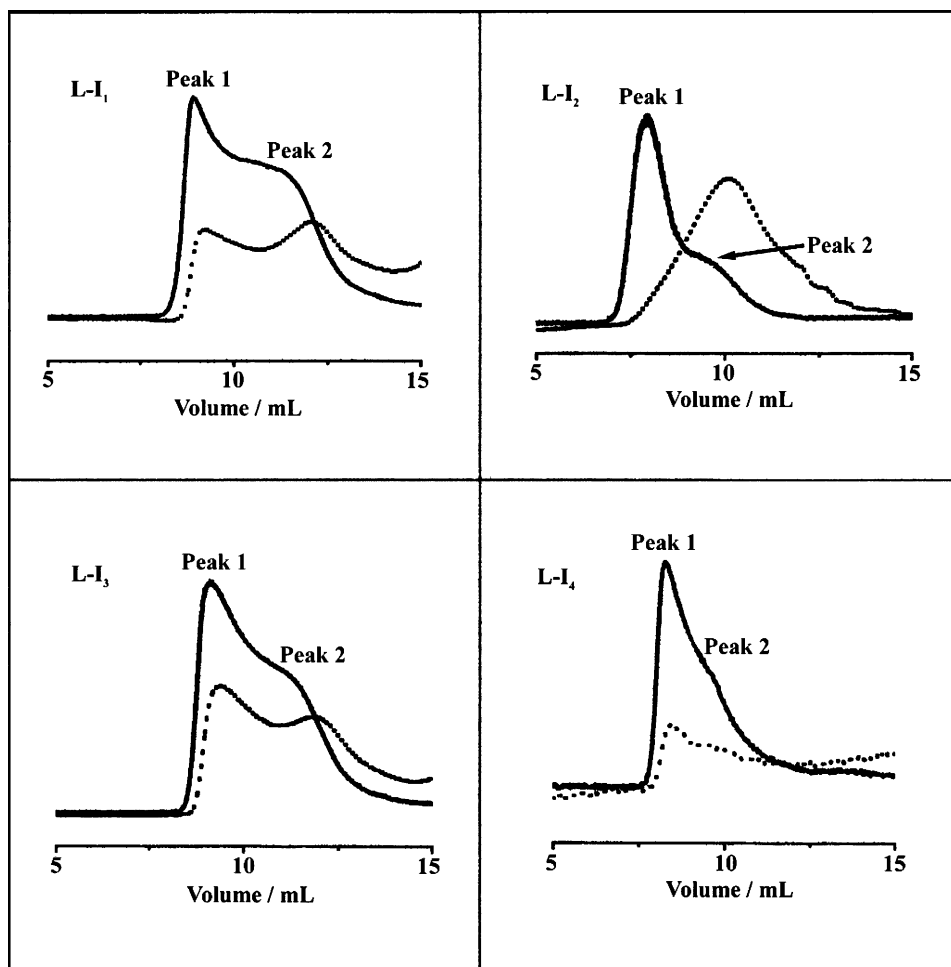 L-I₁
Peak 1
Peak 2
5 10 15
Volume / mL
L-I₂
Peak 1
Peak 2
5 10 15
Volume / mL
L-I₃
Peak 1
Peak 2
5 10 15
Volume / mL
L-I₄
Peak 1
Peak 2
5 10 15
Volume / mL